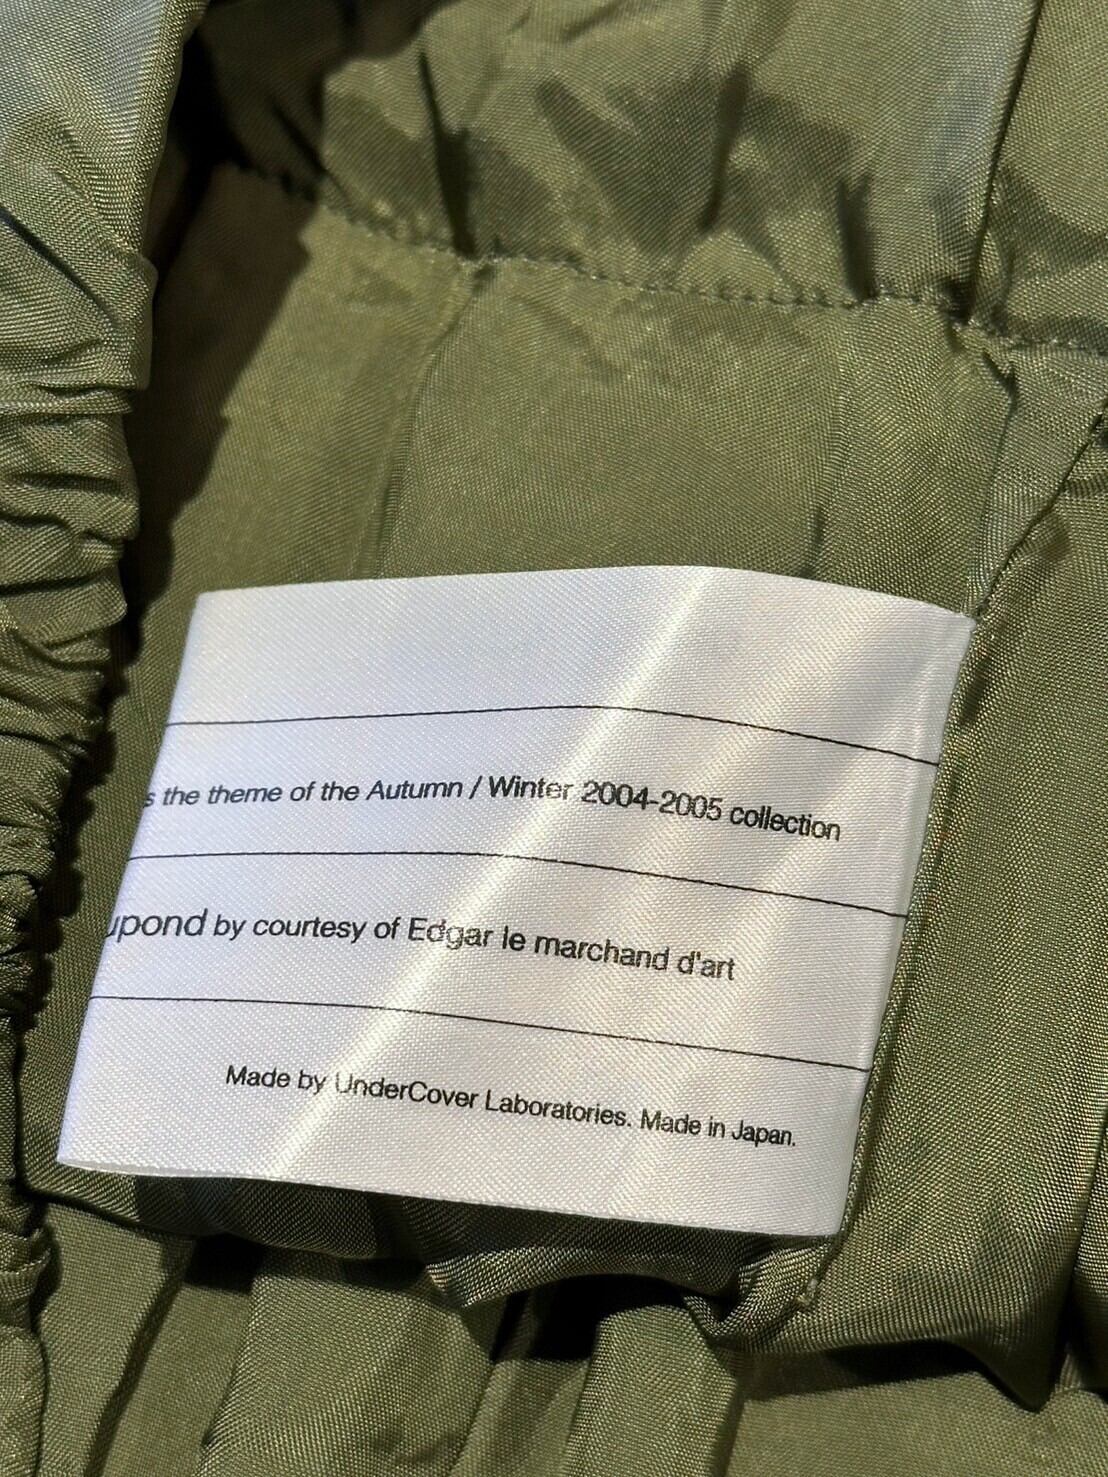 the theme of the Autumn / Winter 2004-2005 collection
by courtesy of Edgar le marchand d'art
Made by UnderCover Laboratories. Made in Japan.